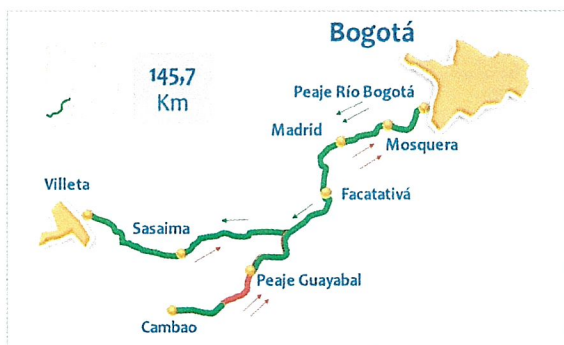 Bogotá
145,7
Km
Peaje Río Bogotá
Madrid
Mosquera
Villeta
Facatativá
Sasaima
Peaje Guayabal
Cambao